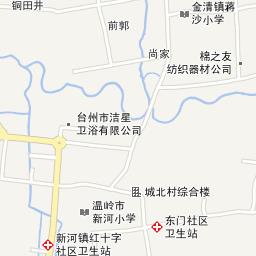 铜田井
前郭
金清镇蒋
沙小学
尚家
棉之友
纺织器材公司
台州市洁星
卫浴有限公司
城北村综合楼
温岭市
新河小学
东门社区
卫生站
新河镇红十字
社区卫生站